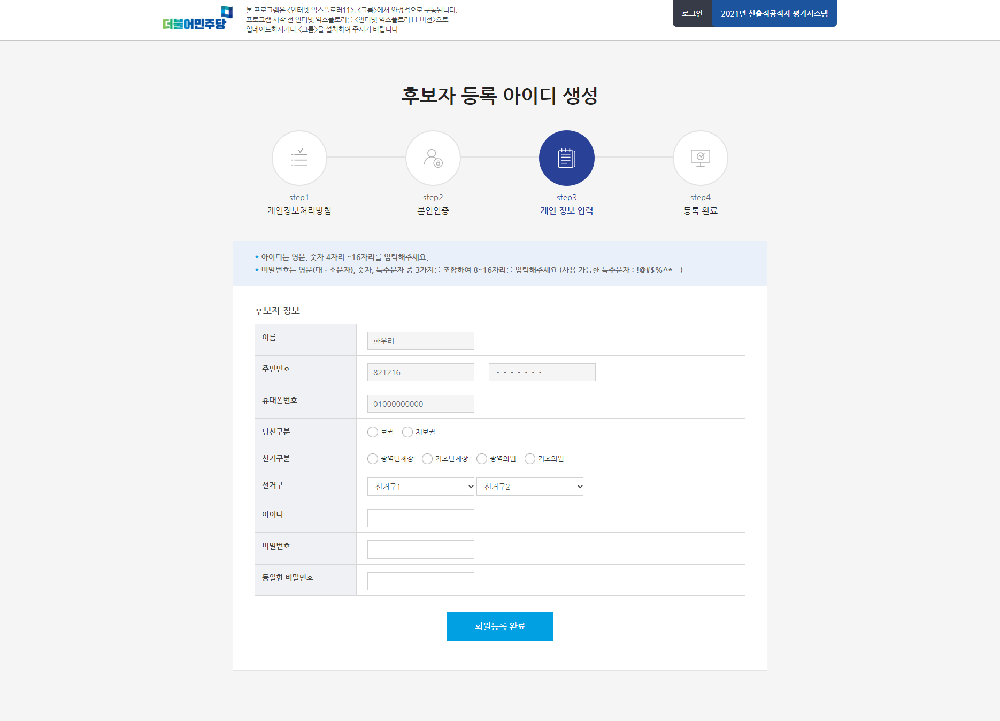 더불어민주당
본 프로그램은 <인터넷 익스플로러11>, <크롬>에서 안정적으로 구동됩니다.
프로그램 시작 전 인터넷 익스플로러를 <인터넷 익스플로러11 버전>으로
업데이트하시거나,<크롬>을 설치하여 주시기 바랍니다.
로그인
2021년 선출직공직자 평가시스템
후보자 등록 아이디 생성
step1
개인정보처리방침
step2
본인인증
step3
개인 정보 입력
step4
등록 완료
* 아이디는 영문, 숫자 4자리 ~16자리를 입력해주세요.
* 비밀번호는 영문(대ㆍ소문자), 숫자, 특수문자 중 3가지를 조합하여 8~16자리를 입력해주세요 (사용 가능한 특수문자 : !@#$%^*=-)
후보자 정보
이름 한우리
주민번호 821216 - •••••••
휴대폰번호 01000000000
당선구분 보궐 재보궐
선거구분 광역단체장 기초단체장 광역의원 기초의원
선거구 선거구1 선거구2
아이디
비밀번호
동일한 비밀번호
회원등록 완료